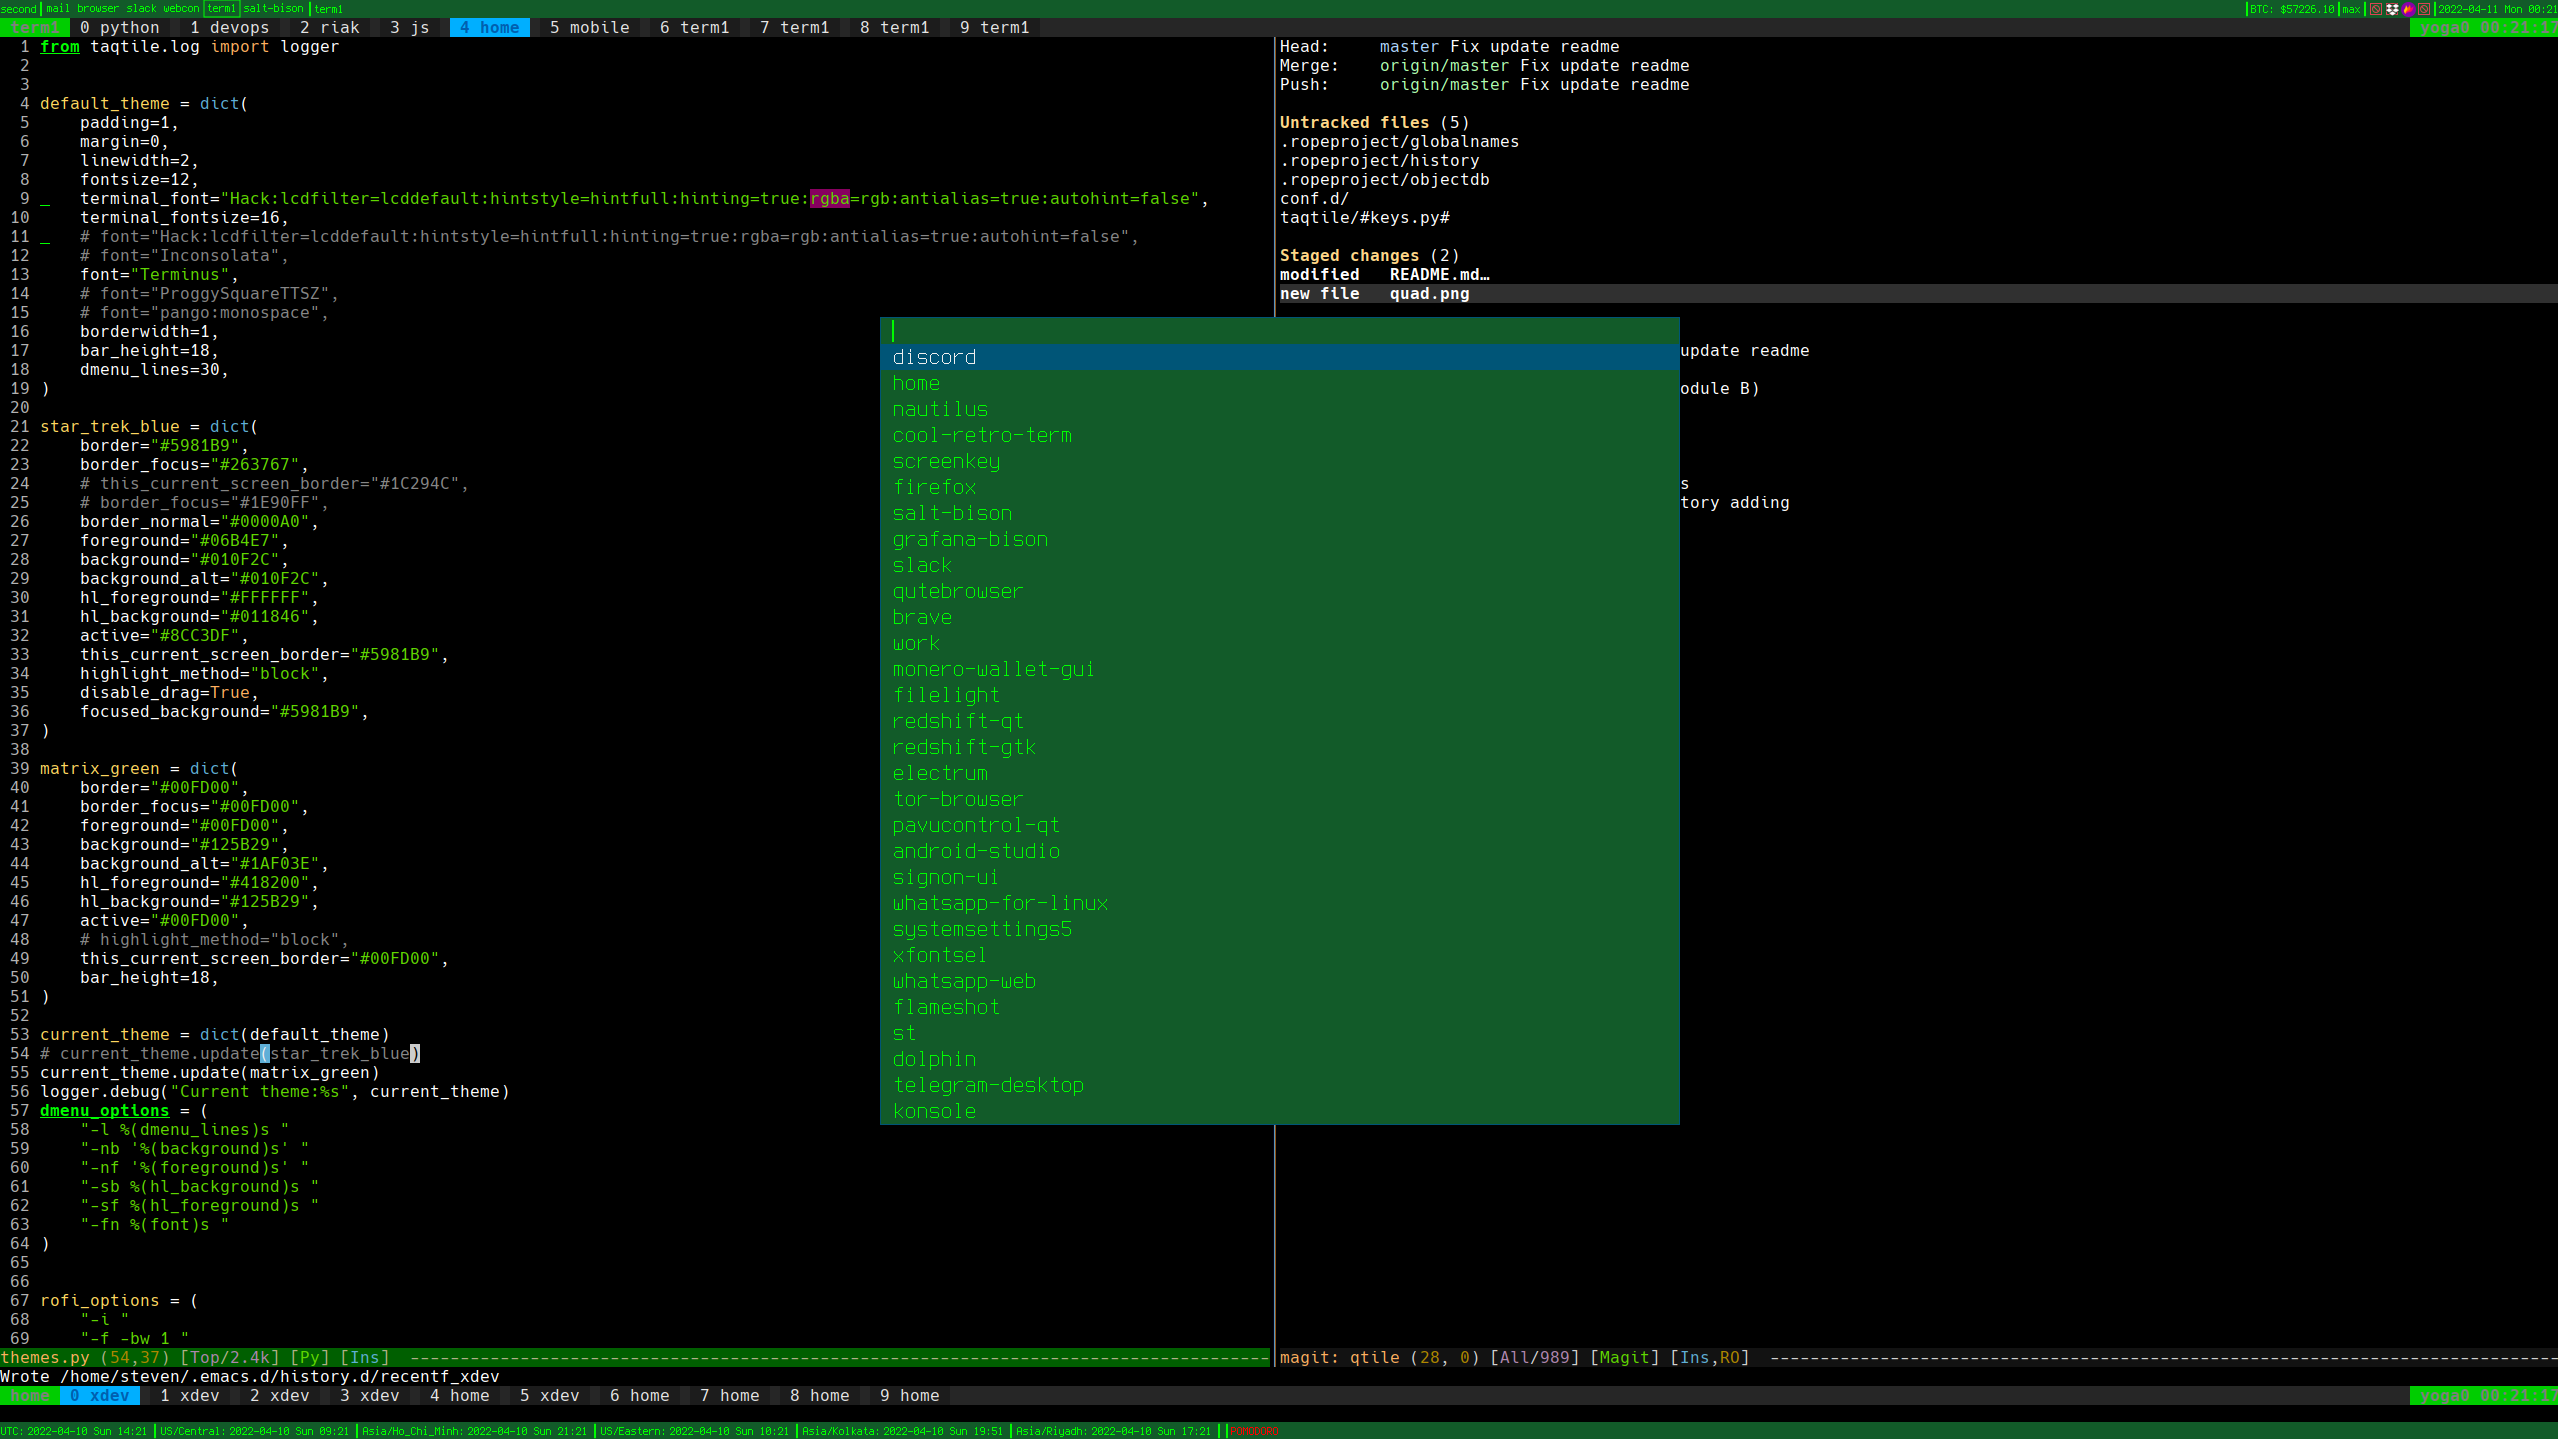 second mail browser slack webcon term1 salt-bison term1 BTC: $57226.10 max 2022-04-11 Mon 00:21
term1 0 python 1 devops 2 riak 3 js 4 home 5 mobile 6 term1 7 term1 8 term1 9 term1 yoga0 00:21:17
1 from taqtile.log import logger
2
3
4 default_theme = dict(
5 padding=1,
6 margin=0,
7 linewidth=2,
8 fontsize=12,
9 _ terminal_font="Hack:lcdfilter=lcddefault:hintstyle=hintfull:hinting=true:rgba=rgb:antialias=true:autohint=false",
10 terminal_fontsize=16,
11 _ # font="Hack:lcdfilter=lcddefault:hintstyle=hintfull:hinting=true:rgba=rgb:antialias=true:autohint=false",
12 # font="Inconsolata",
13 font="Terminus",
14 # font="ProggySquareTTSZ",
15 # font="pango:monospace",
16 borderwidth=1,
17 bar_height=18,
18 dmenu_lines=30,
19 )
20
21 star_trek_blue = dict(
22 border="#5981B9",
23 border_focus="#263767",
24 # this_current_screen_border="#1C294C",
25 # border_focus="#1E90FF",
26 border_normal="#0000A0",
27 foreground="#06B4E7",
28 background="#010F2C",
29 background_alt="#010F2C",
30 hl_foreground="#FFFFFF",
31 hl_background="#011846",
32 active="#8CC3DF",
33 this_current_screen_border="#5981B9",
34 highlight_method="block",
35 disable_drag=True,
36 focused_background="#5981B9",
37 )
38
39 matrix_green = dict(
40 border="#00FD00",
41 border_focus="#00FD00",
42 foreground="#00FD00",
43 background="#125B29",
44 background_alt="#1AF03E",
45 hl_foreground="#418200",
46 hl_background="#125B29",
47 active="#00FD00",
48 # highlight_method="block",
49 this_current_screen_border="#00FD00",
50 bar_height=18,
51 )
52
53 current_theme = dict(default_theme)
54 # current_theme.update(star_trek_blue)
55 current_theme.update(matrix_green)
56 logger.debug("Current theme:%s", current_theme)
57 dmenu_options = (
58 "-l %(dmenu_lines)s "
59 "-nb '%(background)s' "
60 "-nf '%(foreground)s' "
61 "-sb %(hl_background)s "
62 "-sf %(hl_foreground)s "
63 "-fn %(font)s "
64 )
65
66
67 rofi_options = (
68 "-i "
69 "-f -bw 1 "
themes.py (54,37) [Top/2.4k] [Py] [Ins]
Head: master Fix update readme
Merge: origin/master Fix update readme
Push: origin/master Fix update readme
Untracked files (5)
.ropeproject/globalnames
.ropeproject/history
.ropeproject/objectdb
conf.d/
taqtile/#keys.py#
Staged changes (2)
modified README.md…
new file quad.png
update readme
odule B)
s
tory adding
magit: qtile (28, 0) [All/989] [Magit] [Ins,RO]
discord
home
nautilus
cool-retro-term
screenkey
firefox
salt-bison
grafana-bison
slack
qutebrowser
brave
work
monero-wallet-gui
filelight
redshift-qt
redshift-gtk
electrum
tor-browser
pavucontrol-qt
android-studio
signon-ui
whatsapp-for-linux
systemsettings5
xfontsel
whatsapp-web
flameshot
st
dolphin
telegram-desktop
konsole
Wrote /home/steven/.emacs.d/history.d/recentf_xdev
home 0 xdev 1 xdev 2 xdev 3 xdev 4 home 5 xdev 6 home 7 home 8 home 9 home yoga0 00:21:17
UTC: 2022-04-10 Sun 14:21 US/Central: 2022-04-10 Sun 09:21 Asia/Ho_Chi_Minh: 2022-04-10 Sun 21:21 US/Eastern: 2022-04-10 Sun 10:21 Asia/Kolkata: 2022-04-10 Sun 19:51 Asia/Riyadh: 2022-04-10 Sun 17:21